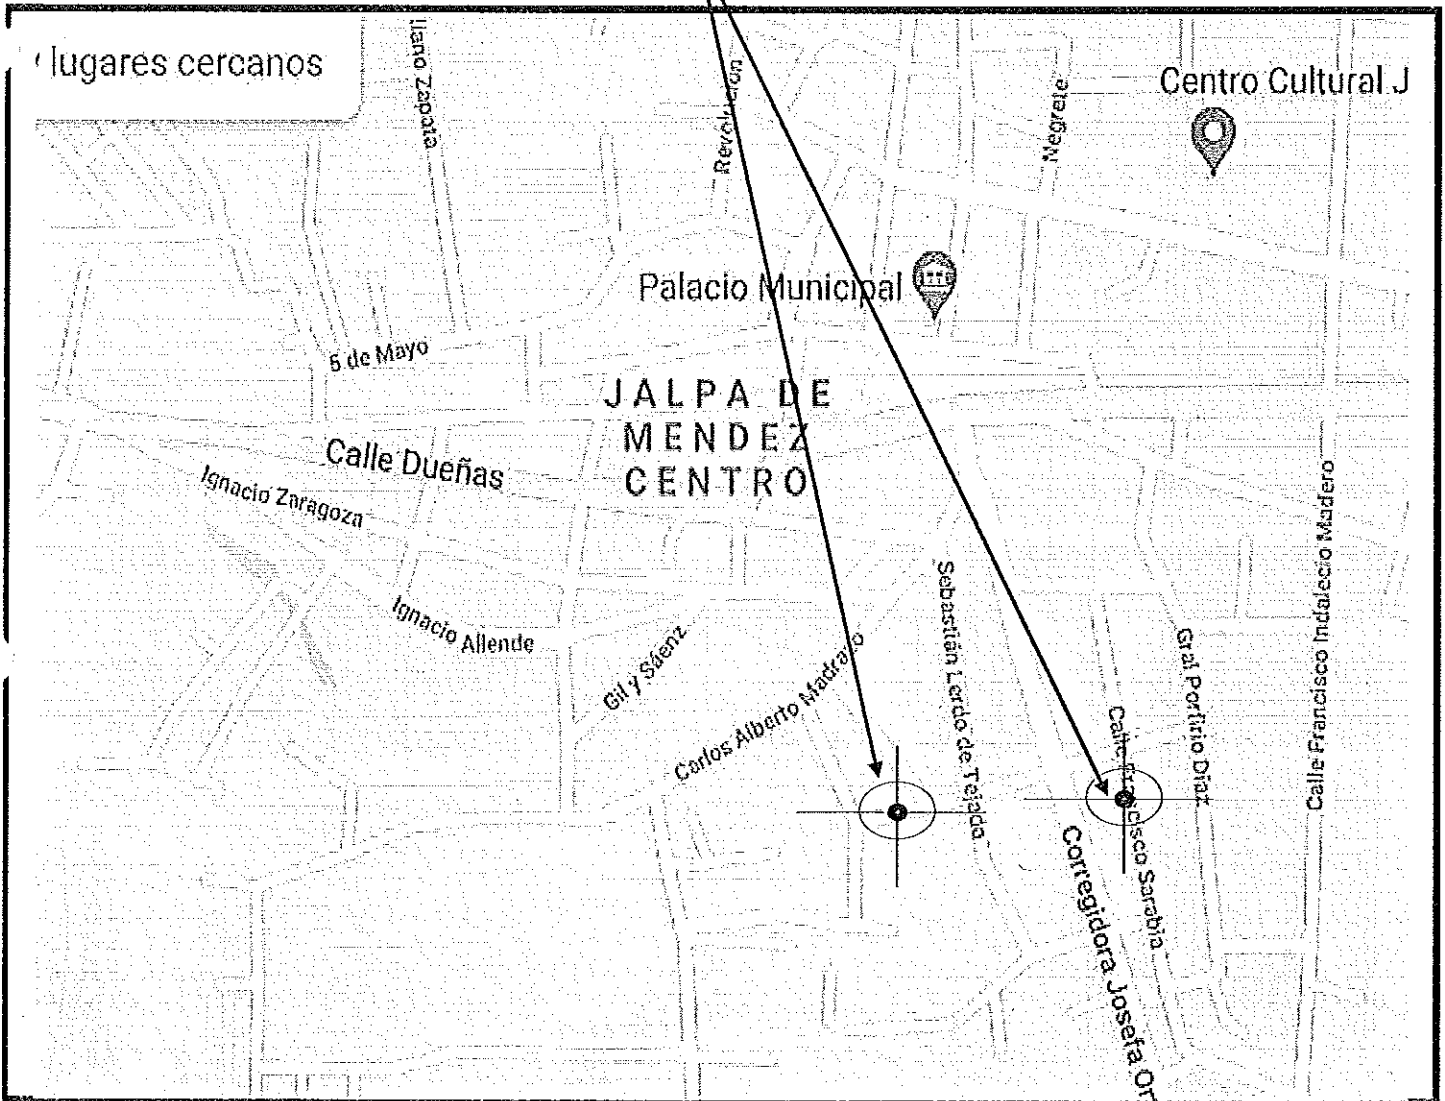 lugares cercanos
liano Zapata
Revolución
Negrete
Centro Cultural J
Palacio Municipal
5 de Mayo
JALPA DE
MENDEZ
CENTRO
Calle Dueñas
Ignacio Zaragoza
Ignacio Allende
Gil y Sáenz
Carlos Alberto Madrazo
Sebastián Lerdo de Tejada
Calle Francisco Sarabia
Gral Porfirio Díaz
Calle Francisco Indalecio Madero
Corregidora Josefa Or